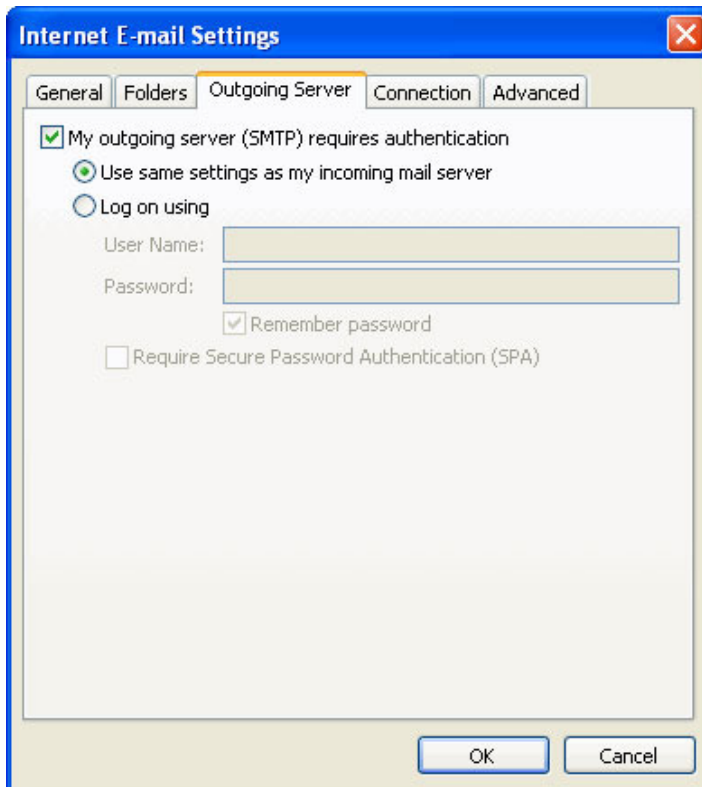 Internet E-mail Settings
General Folders Outgoing Server Connection Advanced
My outgoing server (SMTP) requires authentication
Use same settings as my incoming mail server
Log on using
User Name:
Password:
Remember password
Require Secure Password Authentication (SPA)
OK Cancel